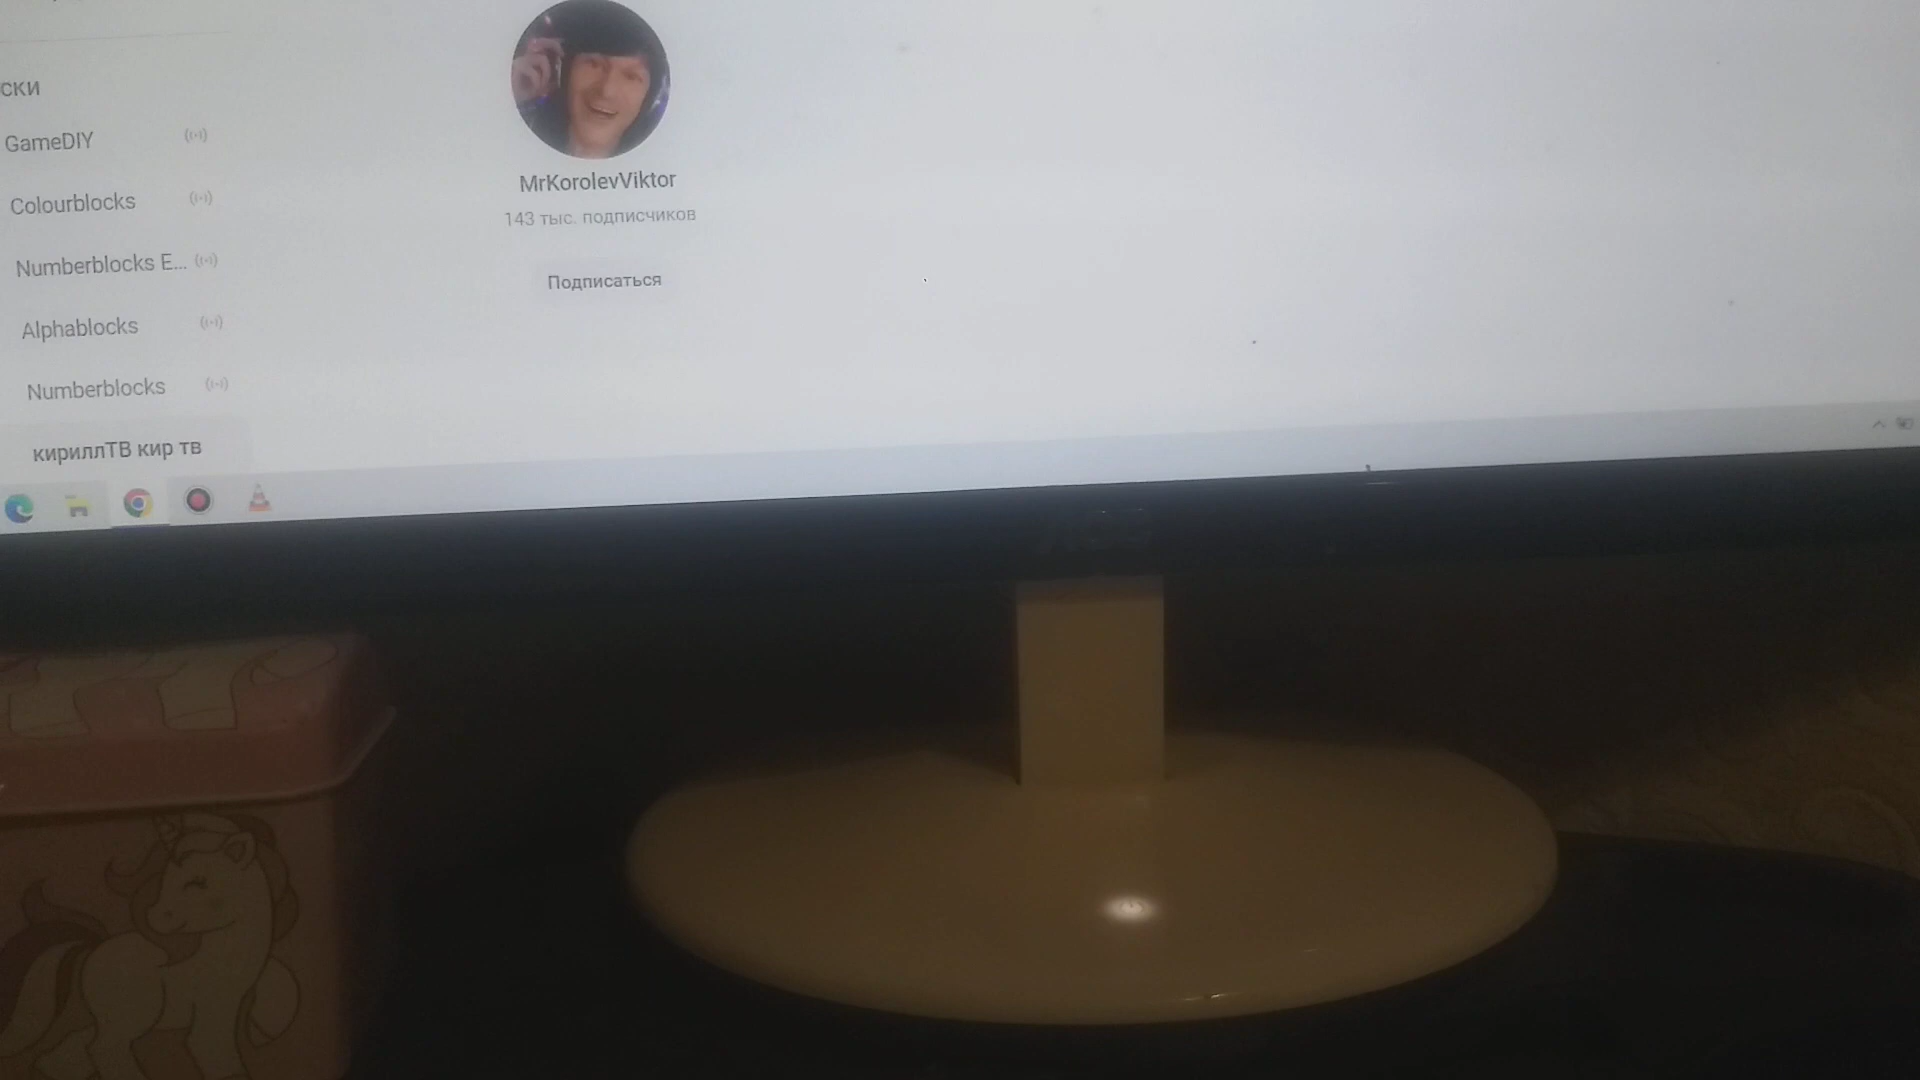 ски
GameDIY
Colourblocks
Numberblocks E...
Alphablocks
Numberblocks
кириллТВ кир тв
MrKorolevViktor
143 тыс. подписчиков
Подписаться